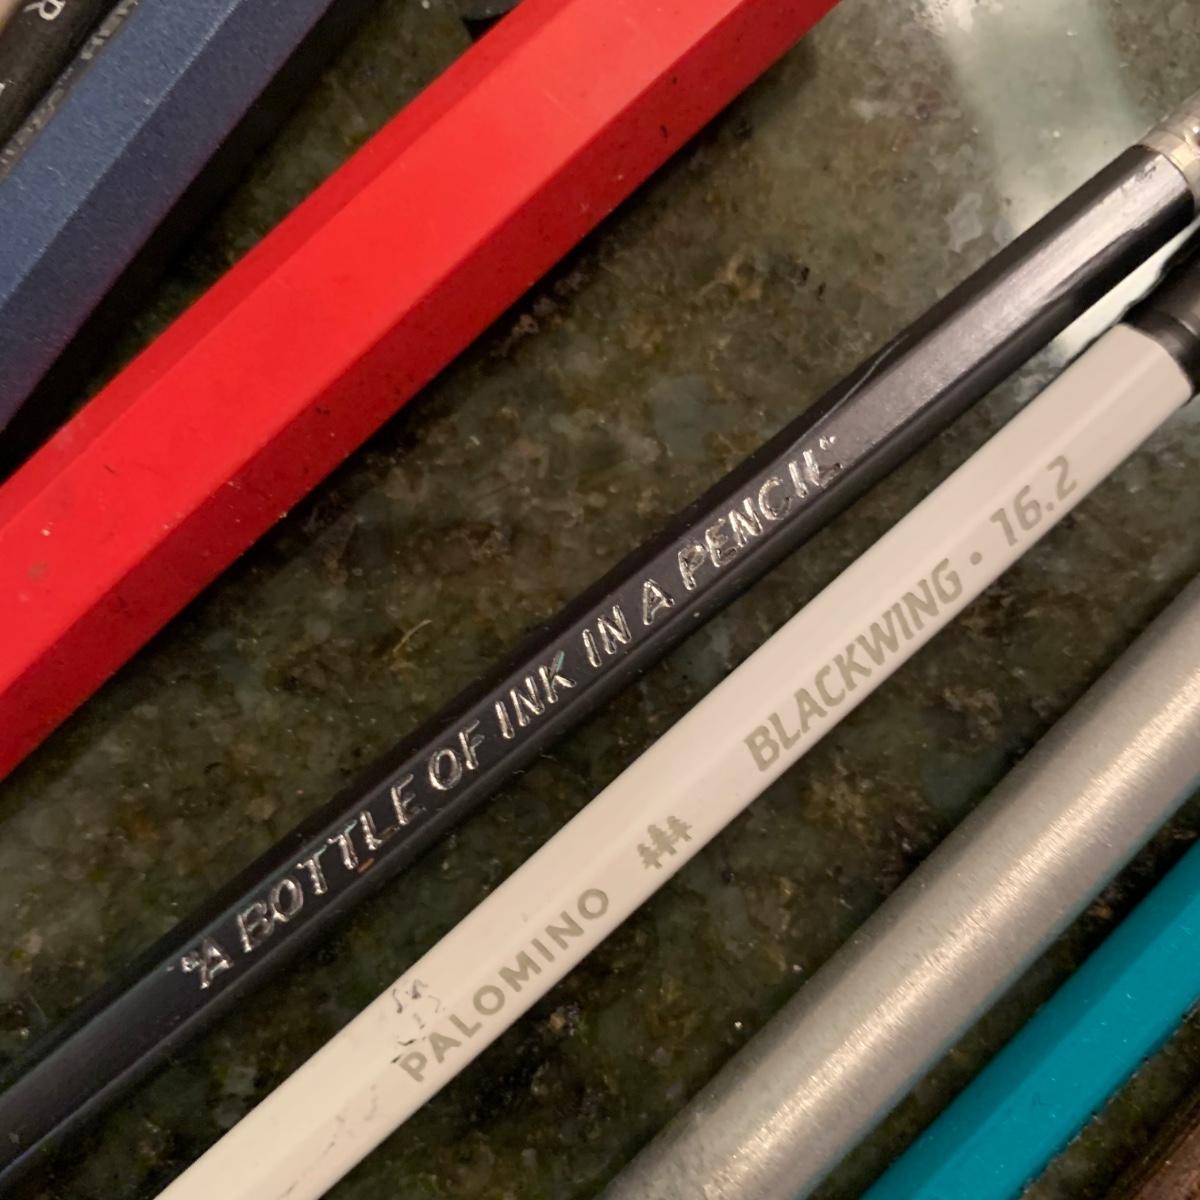 "A BOTTLE OF INK IN A PENCIL"
PALOMINO BLACKWING • 16.2